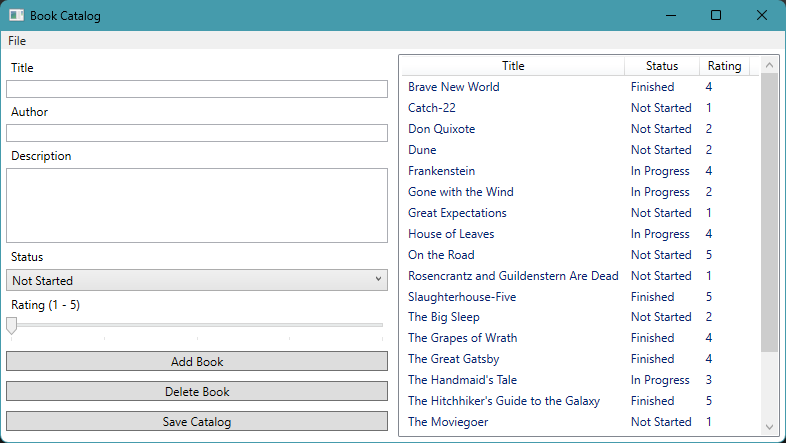 Book Catalog
File
Title
Author
Description
Status
Not Started
Rating (1 - 5)
Add Book
Delete Book
Save Catalog
Title Status Rating
Brave New World Finished 4
Catch-22 Not Started 1
Don Quixote Not Started 2
Dune Not Started 2
Frankenstein In Progress 4
Gone with the Wind In Progress 2
Great Expectations Not Started 1
House of Leaves In Progress 4
On the Road Not Started 5
Rosencrantz and Guildenstern Are Dead Not Started 1
Slaughterhouse-Five Finished 5
The Big Sleep Not Started 2
The Grapes of Wrath Finished 4
The Great Gatsby Finished 4
The Handmaid's Tale In Progress 3
The Hitchhiker's Guide to the Galaxy Finished 5
The Moviegoer Not Started 1